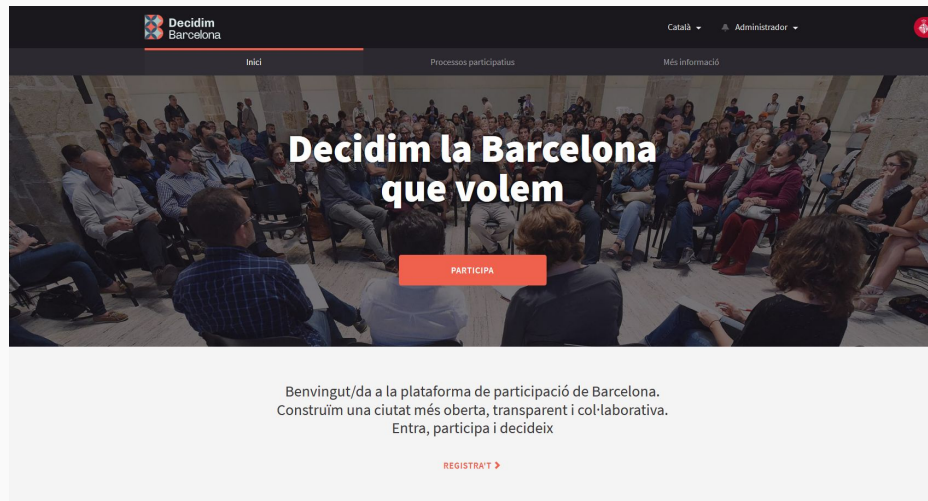 Decidim
Barcelona
Català
Administrador
Inici
Processos participatius
Més informació
Decidim la Barcelona
que volem
PARTICIPA
Benvingut/da a la plataforma de participació de Barcelona.
Construïm una ciutat més oberta, transparent i col·laborativa.
Entra, participa i decideix
REGISTRA'T